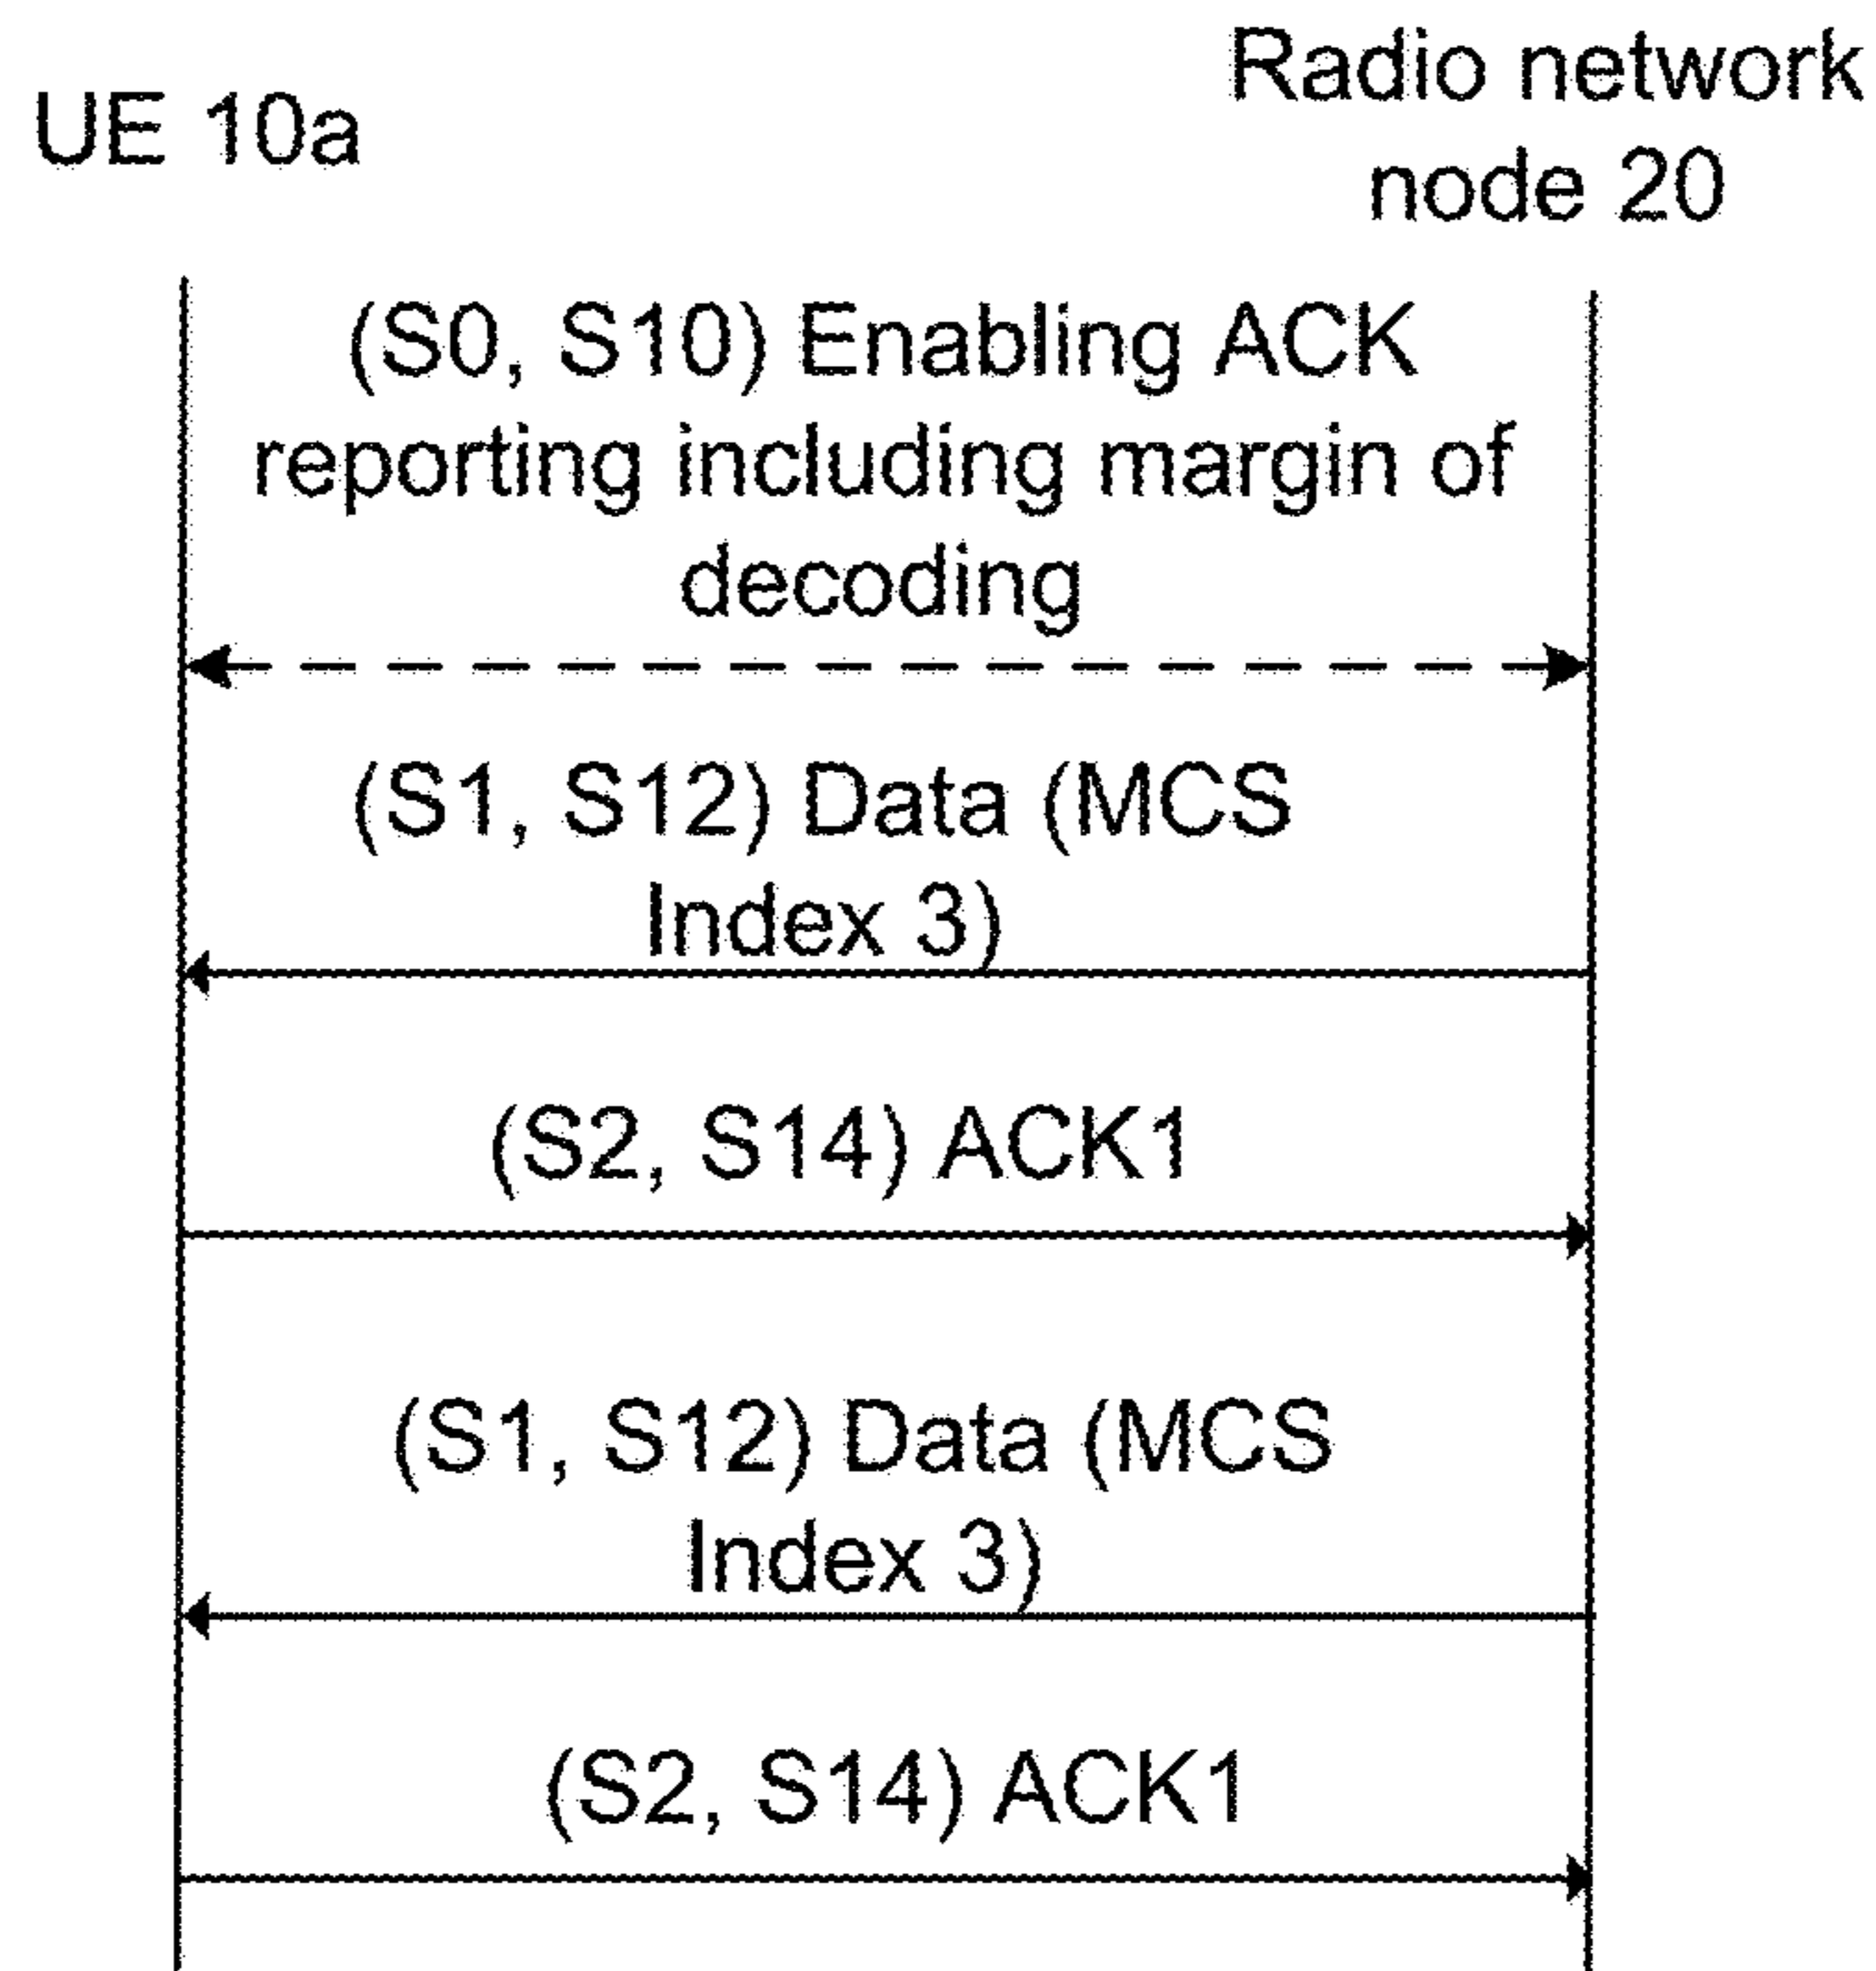 UE 10a
Radio network
node 20
(S0, S10) Enabling ACK
reporting including margin of
decoding
(S1, S12) Data (MCS
Index 3)
(S2, S14) ACK1
(S1, S12) Data (MCS
Index 3)
(S2, S14) ACK1